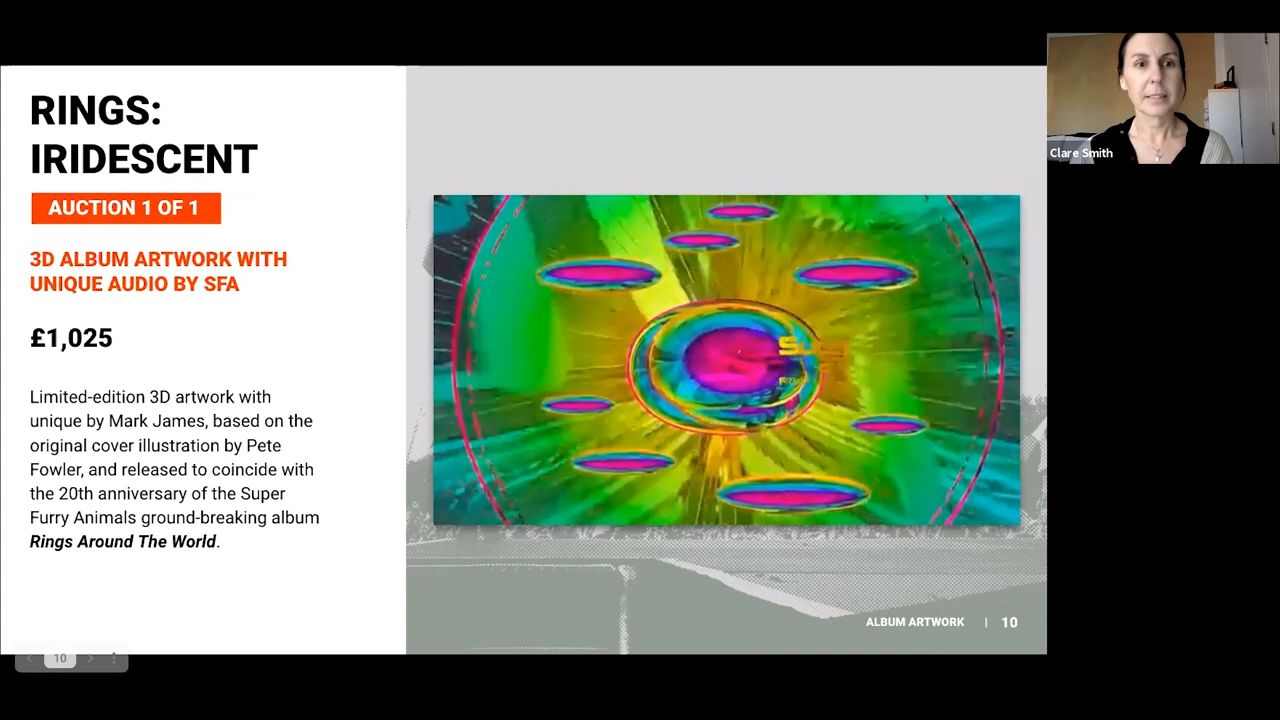 RINGS:
IRIDESCENT
AUCTION 1 OF 1
3D ALBUM ARTWORK WITH
UNIQUE AUDIO BY SFA
£1,025
Limited-edition 3D artwork with
unique by Mark James, based on the
original cover illustration by Pete
Fowler, and released to coincide with
the 20th anniversary of the Super
Furry Animals ground-breaking album
Rings Around The World.
ALBUM ARTWORK | 10
10
Clare Smith